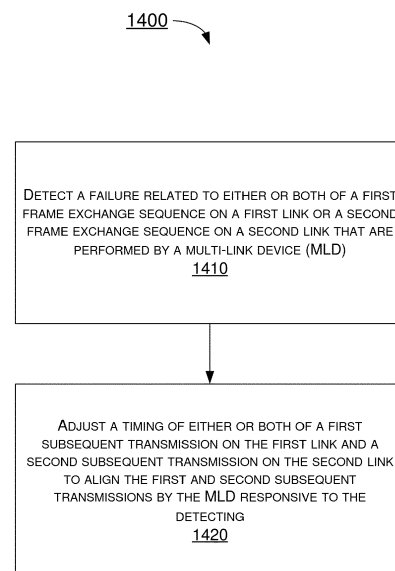 1400
DETECT A FAILURE RELATED TO EITHER OR BOTH OF A FIRST
FRAME EXCHANGE SEQUENCE ON A FIRST LINK OR A SECOND
FRAME EXCHANGE SEQUENCE ON A SECOND LINK THAT ARE
PERFORMED BY A MULTI-LINK DEVICE (MLD)
1410
ADJUST A TIMING OF EITHER OR BOTH OF A FIRST
SUBSEQUENT TRANSMISSION ON THE FIRST LINK AND A
SECOND SUBSEQUENT TRANSMISSION ON THE SECOND LINK
TO ALIGN THE FIRST AND SECOND SUBSEQUENT
TRANSMISSIONS BY THE MLD RESPONSIVE TO THE
DETECTING
1420